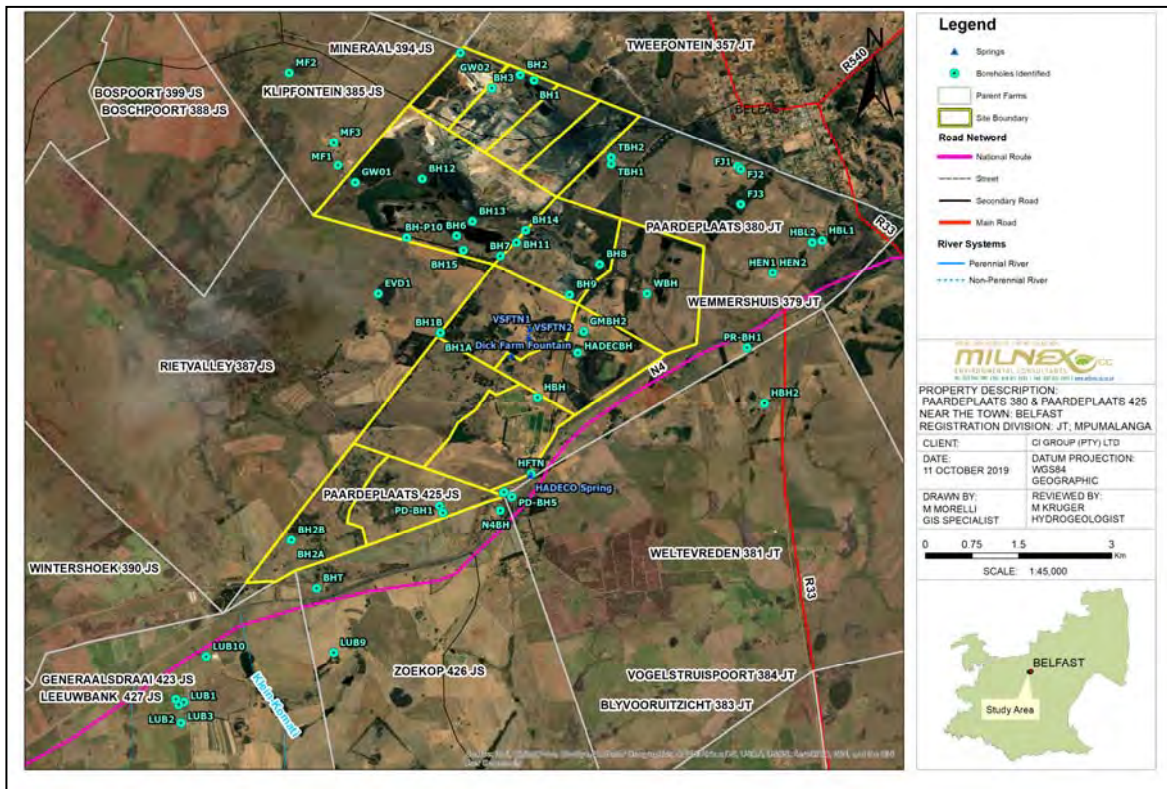 MINERAAL 394 JS
TWEEFONTEIN 357 JT
R540
N
GW02
BH2
BH3
BH1
MF2
BOSPOORT 399 JS
BOSCHPOORT 388 JS
KLIPFONTEIN 385 JS
BELFAST
MF3
MF1
GW01
BH12
TBH2
TBH1
FJ1
FJ2
FJ3
BH13
BH14
PAARDEPLAATS 380 JT
R33
BH-P10
BH6
BH7
BH11
HBL2
HBL1
BH15
BH8
HEN1
HEN2
EVD1
BH9
WBH
WEMMERSHUIS 379 JT
BH1B
VSFTN1
VSFTN2
GMBH2
BH1A
Dick Farm Fountain
HADECBH
PR-BH1
RIETVALLEY 387 JS
N4
HBH
HBH2
HFTN
HADECO Spring
PAARDEPLAATS 425 JS
PD-BH1
PD-BH5
N4BH
BH2B
BH2A
WELTEVREDEN 381 JT
WINTERSHOEK 390 JS
BHT
R33
LUB10
LUB9
ZOEKOP 426 JS
GENERAALSDRAAI 423 JS
LEEUWBANK 427 JS
LUB1
LUB2
LUB3
Klein-Komati
VOGELSTRUISPOORT 384 JT
BLYVOORUITZICHT 383 JT
Legend
Springs
Boreholes Identified
Parent Farms
Site Boundary
Road Netword
National Route
Street
Secondary Road
Main Road
River Systems
Perennial River
Non-Perennial River
MILNEX CC
ENVIRONMENTAL CONSULTANTS
PROPERTY DESCRIPTION:
PAARDEPLAATS 380 & PAARDEPLAATS 425
NEAR THE TOWN: BELFAST
REGISTRATION DIVISION: JT; MPUMALANGA
CLIENT:
CI GROUP (PTY) LTD
DATE:
11 OCTOBER 2019
DATUM PROJECTION:
WGS84
GEOGRAPHIC
DRAWN BY:
M MORELLI
GIS SPECIALIST
REVIEWED BY:
M KRUGER
HYDROGEOLOGIST
0 0.75 1.5 3
Km
SCALE: 1:45,000
BELFAST
Study Area